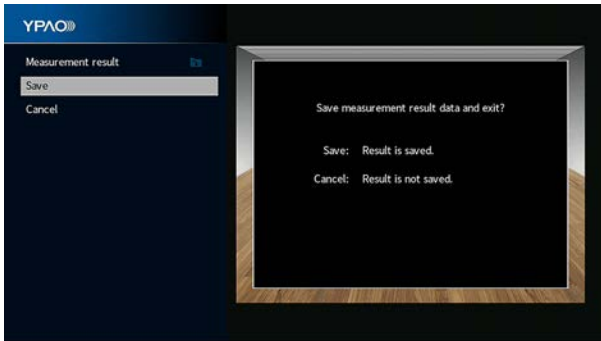 YPAO
Measurement result
Save
Cancel
Save measurement result data and exit?
Save: Result is saved.
Cancel: Result is not saved.